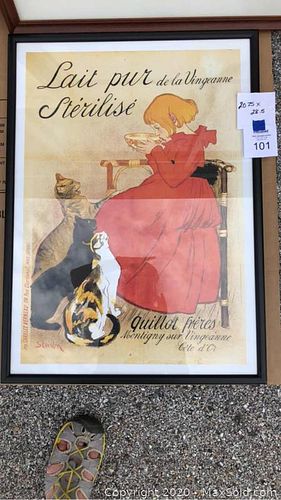 Lait pur de la Vingeanne
Stérilisé
20.75 x
28.5
101
Steinlen
Quillot frères
Montigny sur Vingeanne
Côte d'Or
Copyright © 2020 - MaxSold.com